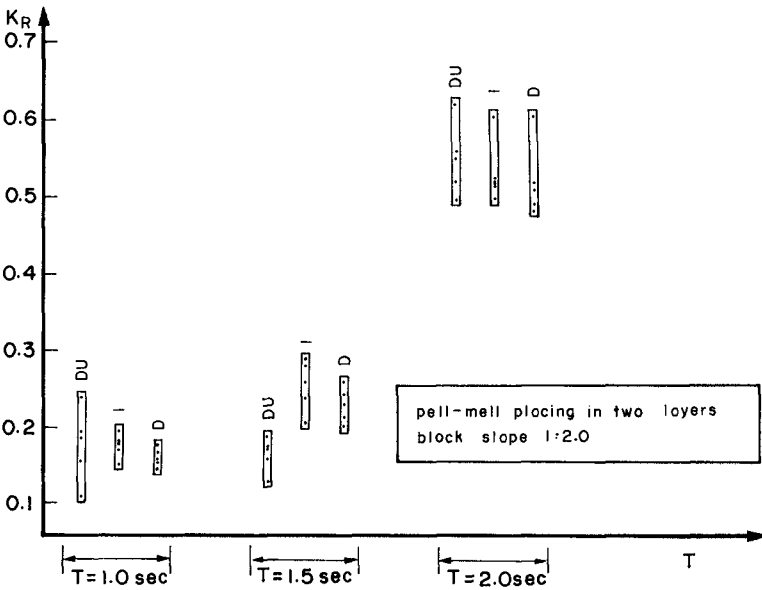 K_R
0.7
0.6
0.5
0.4
0.3
0.2
0.1
DU
I
D
DU
I
D
DU
I
D
pell-mell placing in two layers
block slope 1:2.0
T=1.0 sec
T=1.5 sec
T=2.0sec
T